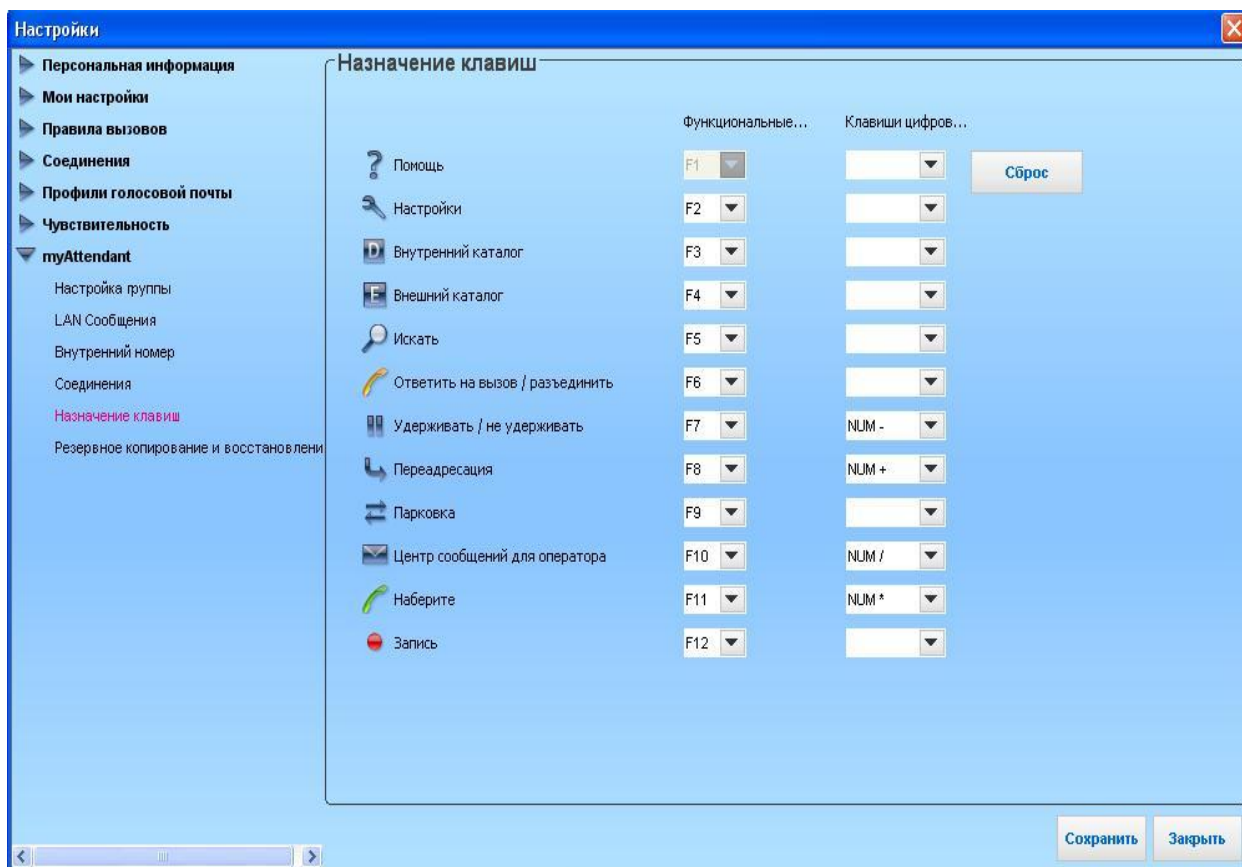 Настройки
Персональная информация
Мои настройки
Правила вызовов
Соединения
Профили голосовой почты
Чувствительность
myAttendant
Настройка группы
LAN Сообщения
Внутренний номер
Соединения
Назначение клавиш
Резервное копирование и восстановлени
Назначение клавиш
Функциональные... Клавиши цифров...
Помощь F1
Сброс
Настройки F2
D Внутренний каталог F3
E Внешний каталог F4
Искать F5
Ответить на вызов / разъединить F6
Удерживать / не удерживать F7 NUM -
Переадресация F8 NUM +
Парковка F9
Центр сообщений для оператора F10 NUM /
Наберите F11 NUM *
Запись F12
Сохранить Закрыть